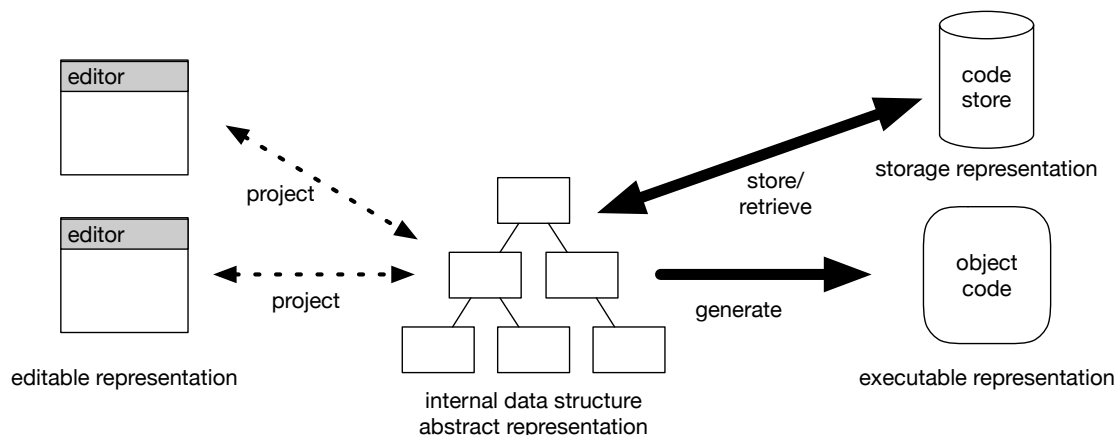 editor
project
editor
project
editable representation
internal data structure
abstract representation
store/
retrieve
generate
code
store
storage representation
object
code
executable representation